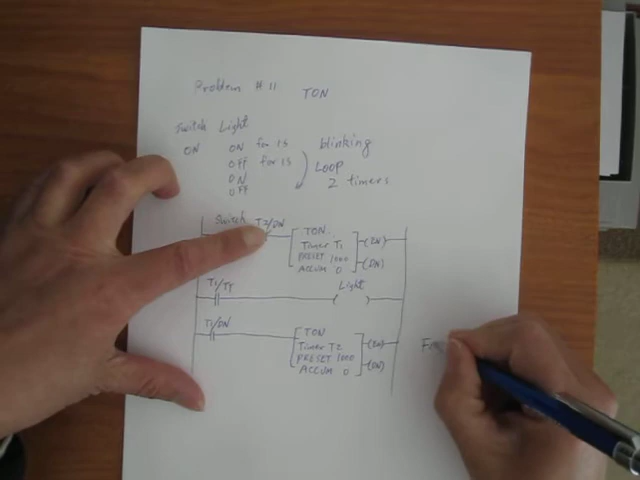 Problem # 11 TON
Switch Light
ON ON for 1s blinking
OFF for 1s LOOP
ON 2 timers
OFF
Switch T2/DN
TON
Timer T1 (EN)
PRESET 1000 (DN)
ACCUM 0
T1/TT Light
T1/DN
TON
Timer T2 (EN)
PRESET 1000 (DN)
ACCUM 0